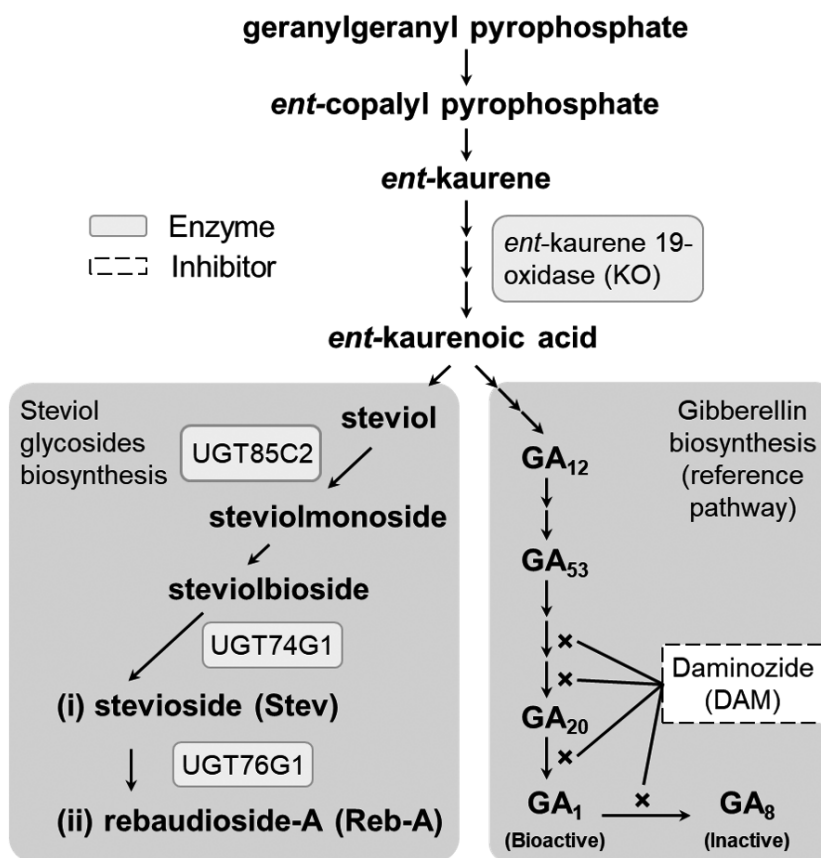 geranylgeranyl pyrophosphate
ent-copalyl pyrophosphate
ent-kaurene
Enzyme
Inhibitor
ent-kaurene 19-
oxidase (KO)
ent-kaurenoic acid
Steviol
glycosides
biosynthesis
steviol
UGT85C2
steviolmonoside
steviolbioside
UGT74G1
(i) stevioside (Stev)
UGT76G1
(ii) rebaudioside-A (Reb-A)
Gibberellin
biosynthesis
(reference
pathway)
GA12
GA53
Daminozide
(DAM)
GA20
GA1
(Bioactive)
GA8
(Inactive)